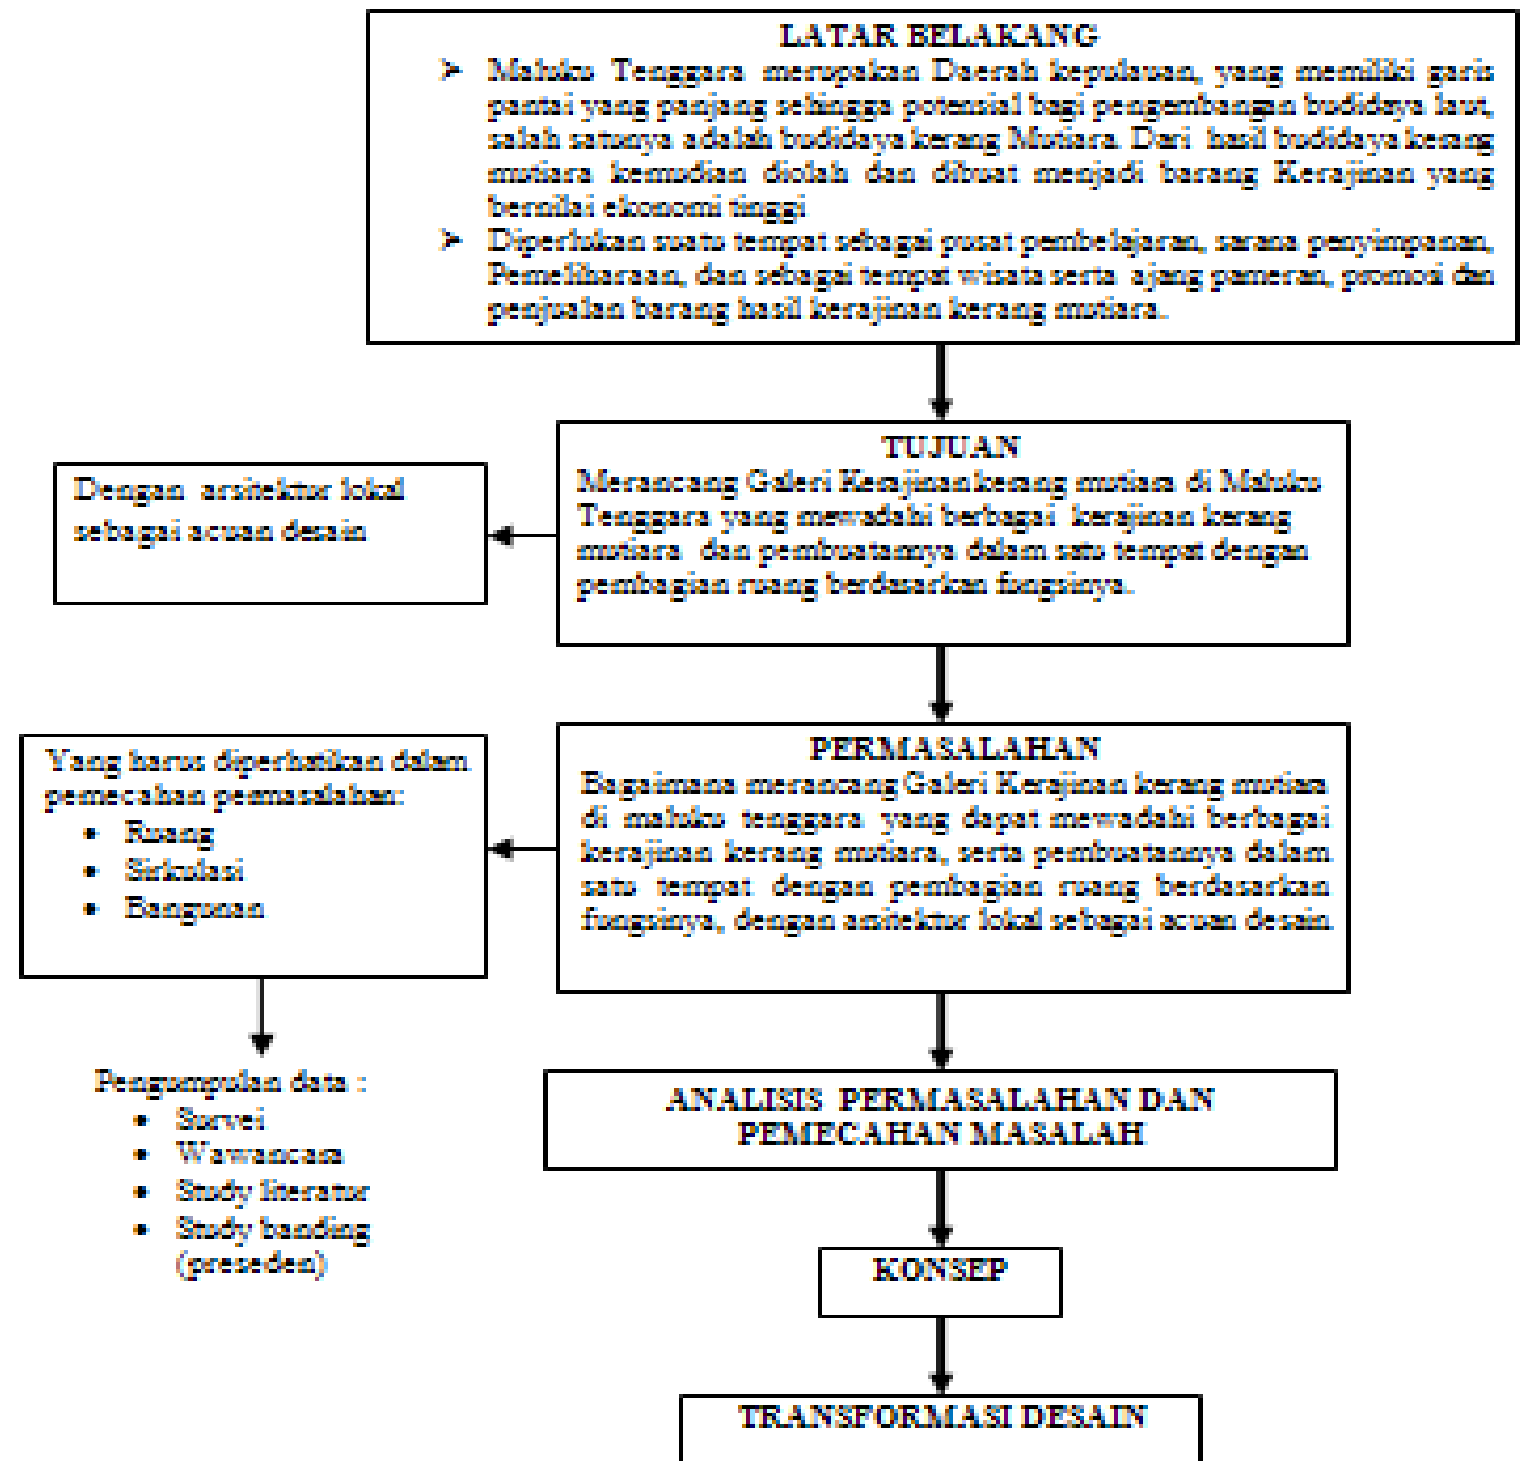 LATAR BELAKANG
➢ Maluku Tenggara merupakan Daerah kepulauan, yang memiliki garis
pantai yang panjang sehingga potensial bagi pengembangan budidaya laut,
salah satunya adalah budidaya kerang Mutiara. Dari hasil budidaya kerang
mutiara kemudian diolah dan dibuat menjadi barang Kerajinan yang
bernilai ekonomi tinggi
➢ Diperlukan suatu tempat sebagai pusat pembelajaran, sarana penyimpanan,
Pemeliharaan, dan sebagai tempat wisata serta ajang pameran, promosi dan
penjualan barang hasil kerajinan kerang mutiara.
TUJUAN
Merancang Galeri Kerajinan kerang mutiara di Maluku
Tenggara yang mewadahi berbagai kerajinan kerang
mutiara dan pembuatannya dalam satu tempat dengan
pembagian ruang berdasarkan fungsinya.
Dengan arsitektur lokal
sebagai acuan desain
PERMASALAHAN
Bagaimana merancang Galeri Kerajinan kerang mutiara
di maluku tenggara yang dapat mewadahi berbagai
kerajinan kerang mutiara, serta pembuatannya dalam
satu tempat dengan pembagian ruang berdasarkan
fungsinya, dengan arsitektur lokal sebagai acuan desain
Yang harus diperhatikan dalam
pemecahan permasalahan:
• Ruang
• Sirkulasi
• Bangunan
Pengumpulan data :
• Survei
• Wawancara
• Study literatur
• Study banding
(preseden)
ANALISIS PERMASALAHAN DAN
PEMECAHAN MASALAH
KONSEP
TRANSFORMASI DESAIN